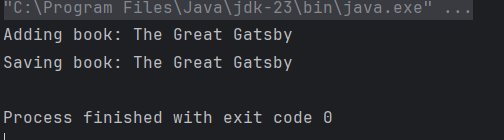 "C:\Program Files\Java\jdk-23\bin\java.exe" ...
Adding book: The Great Gatsby
Saving book: The Great Gatsby
Process finished with exit code 0